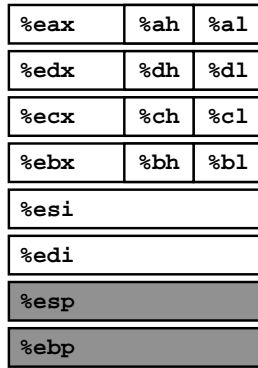 %eax %ah %al
%edx %dh %dl
%ecx %ch %cl
%ebx %bh %bl
%esi
%edi
%esp
%ebp